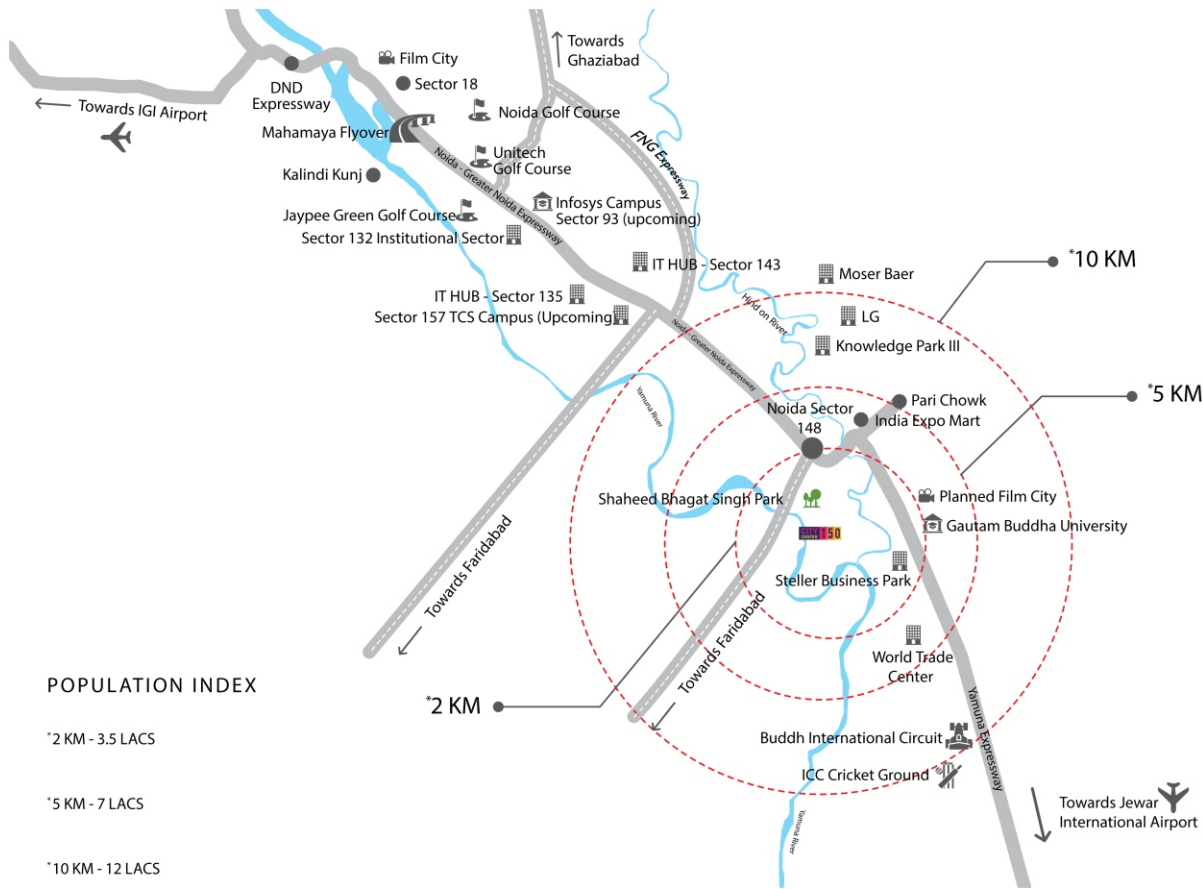 Towards
Ghaziabad
Film City
Sector 18
DND
Expressway
Towards IGI Airport
Noida Golf Course
Mahamaya Flyover
FNG Expressway
Unitech
Golf Course
Noida - Greater Noida Expressway
Kalindi Kunj
Infosys Campus
Sector 93 (upcoming)
Jaypee Green Golf Course
Sector 132 Institutional Sector
IT HUB - Sector 143
*10 KM
Moser Baer
IT HUB - Sector 135
Sector 157 TCS Campus (Upcoming)
Hind on River
LG
Noida - Greater Noida Expressway
Knowledge Park III
*5 KM
Yamuna River
Noida Sector
148
Pari Chowk
India Expo Mart
Shaheed Bhagat Singh Park
Planned Film City
Gautam Buddha University
CITY
CENTER
150
Steller Business Park
Towards Faridabad
Towards Faridabad
World Trade
Center
POPULATION INDEX
*2 KM
*2 KM - 3.5 LACS
Buddh International Circuit
Yamuna Expressway
ICC Cricket Ground
*5 KM - 7 LACS
Towards Jewar
International Airport
Yamuna River
*10 KM - 12 LACS